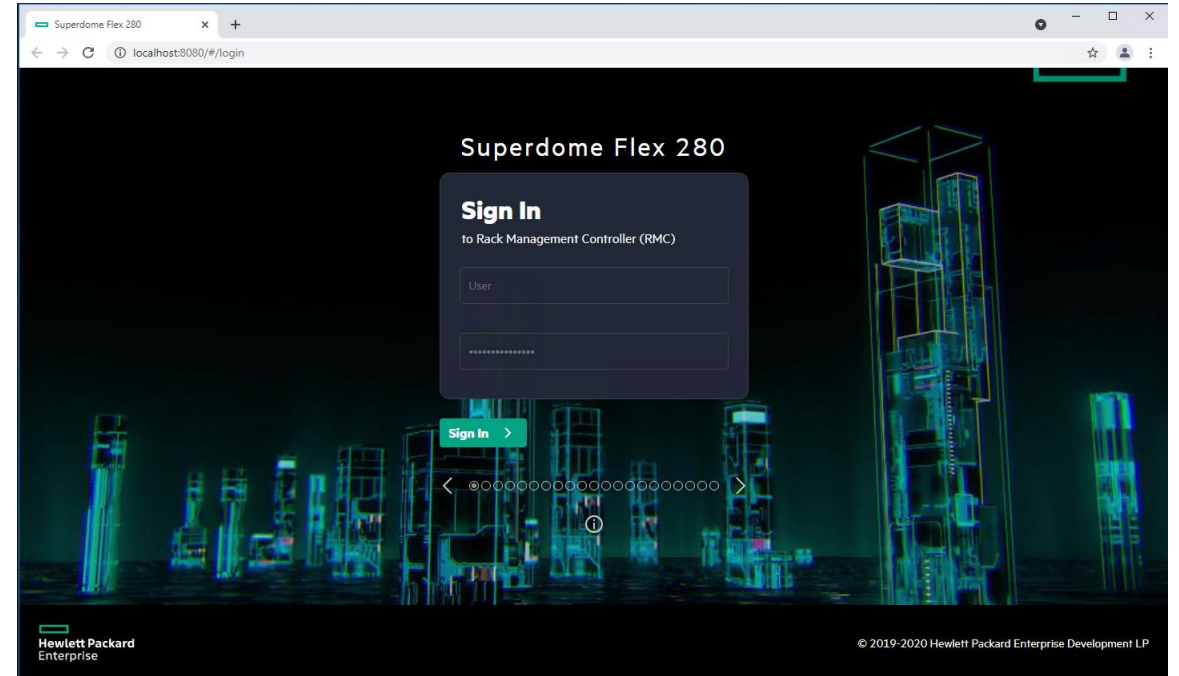 Superdome Flex 280
localhost:8080/#/login
Superdome Flex 280
Sign In
to Rack Management Controller (RMC)
User
Sign In
Hewlett Packard
Enterprise
© 2019-2020 Hewlett Packard Enterprise Development LP